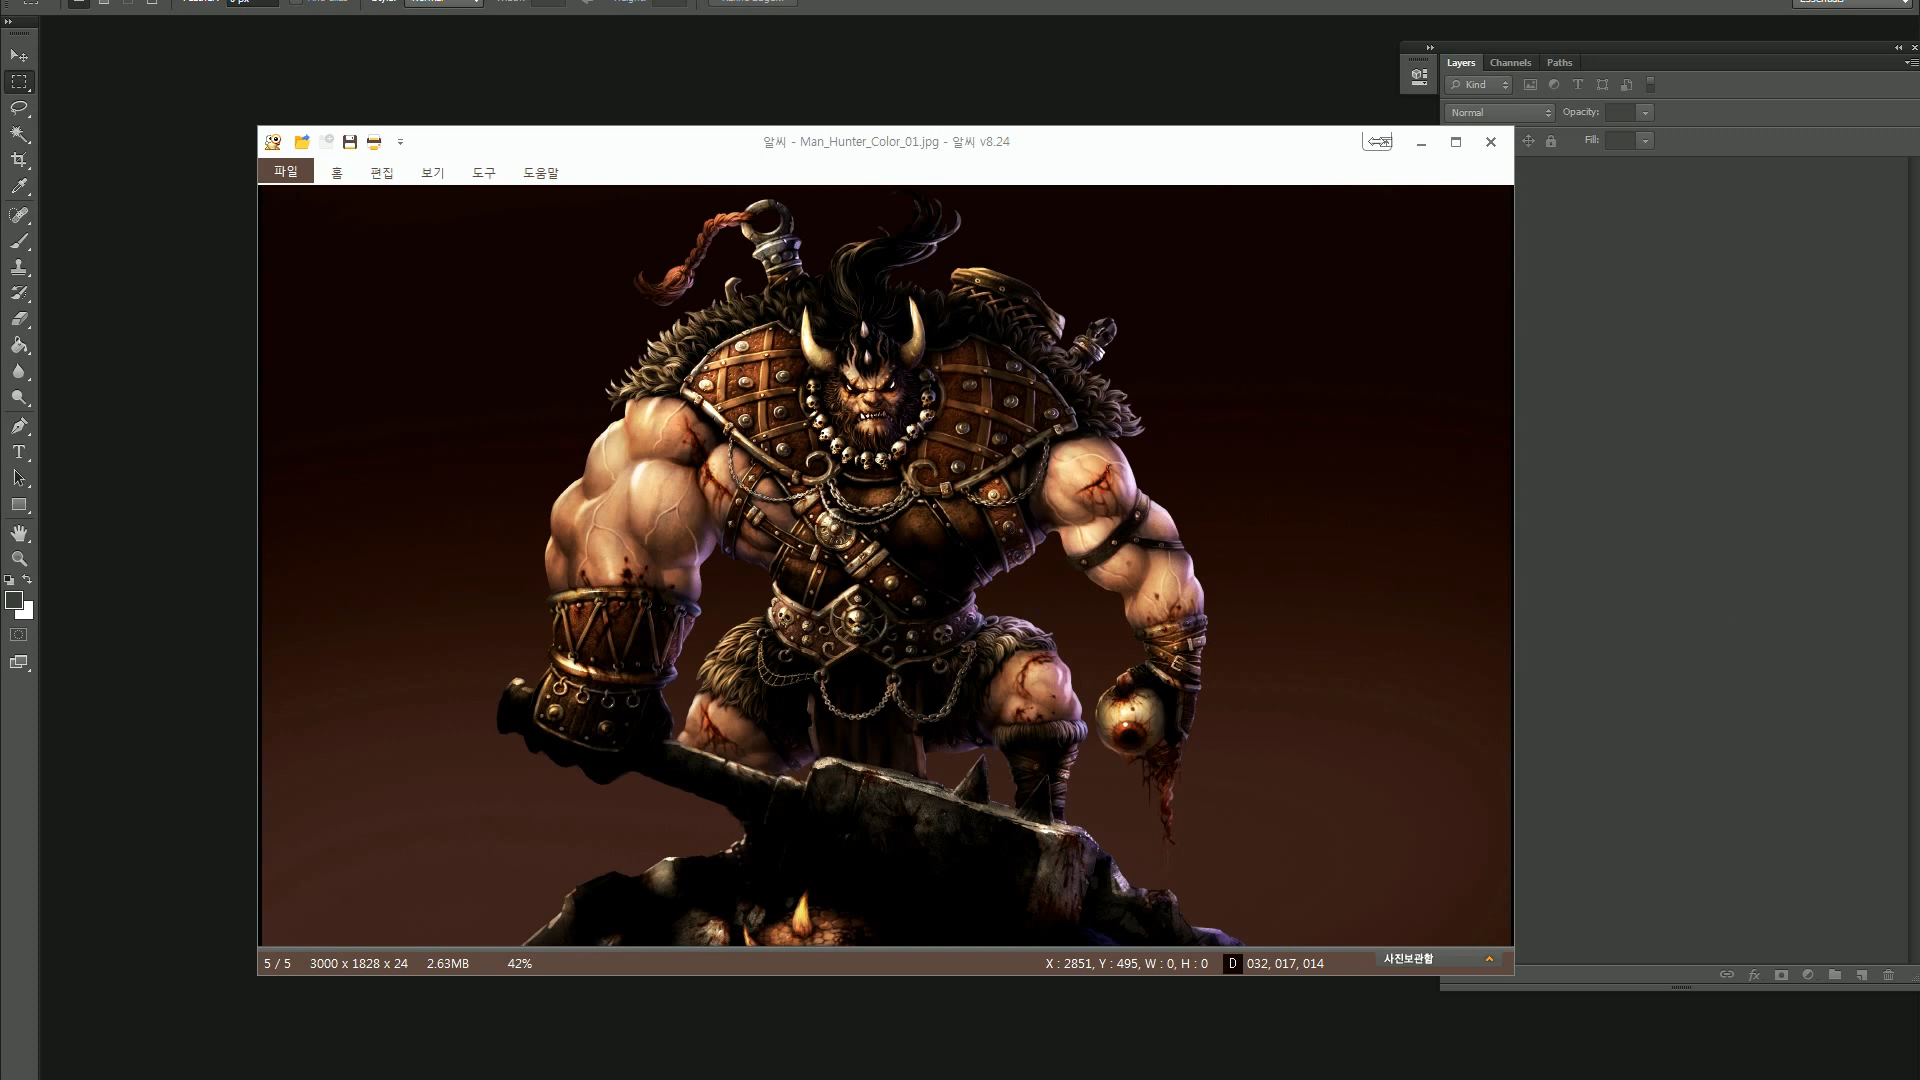 Essentials
Layers Channels Paths
Kind
Normal Opacity:
Fill:
알씨 - Man_Hunter_Color_01.jpg - 알씨 v8.24
파일 홈 편집 보기 도구 도움말
5 / 5 3000 x 1828 x 24 2.63MB 42% X : 2851, Y : 495, W : 0, H : 0 D 032, 017, 014 사진보관함